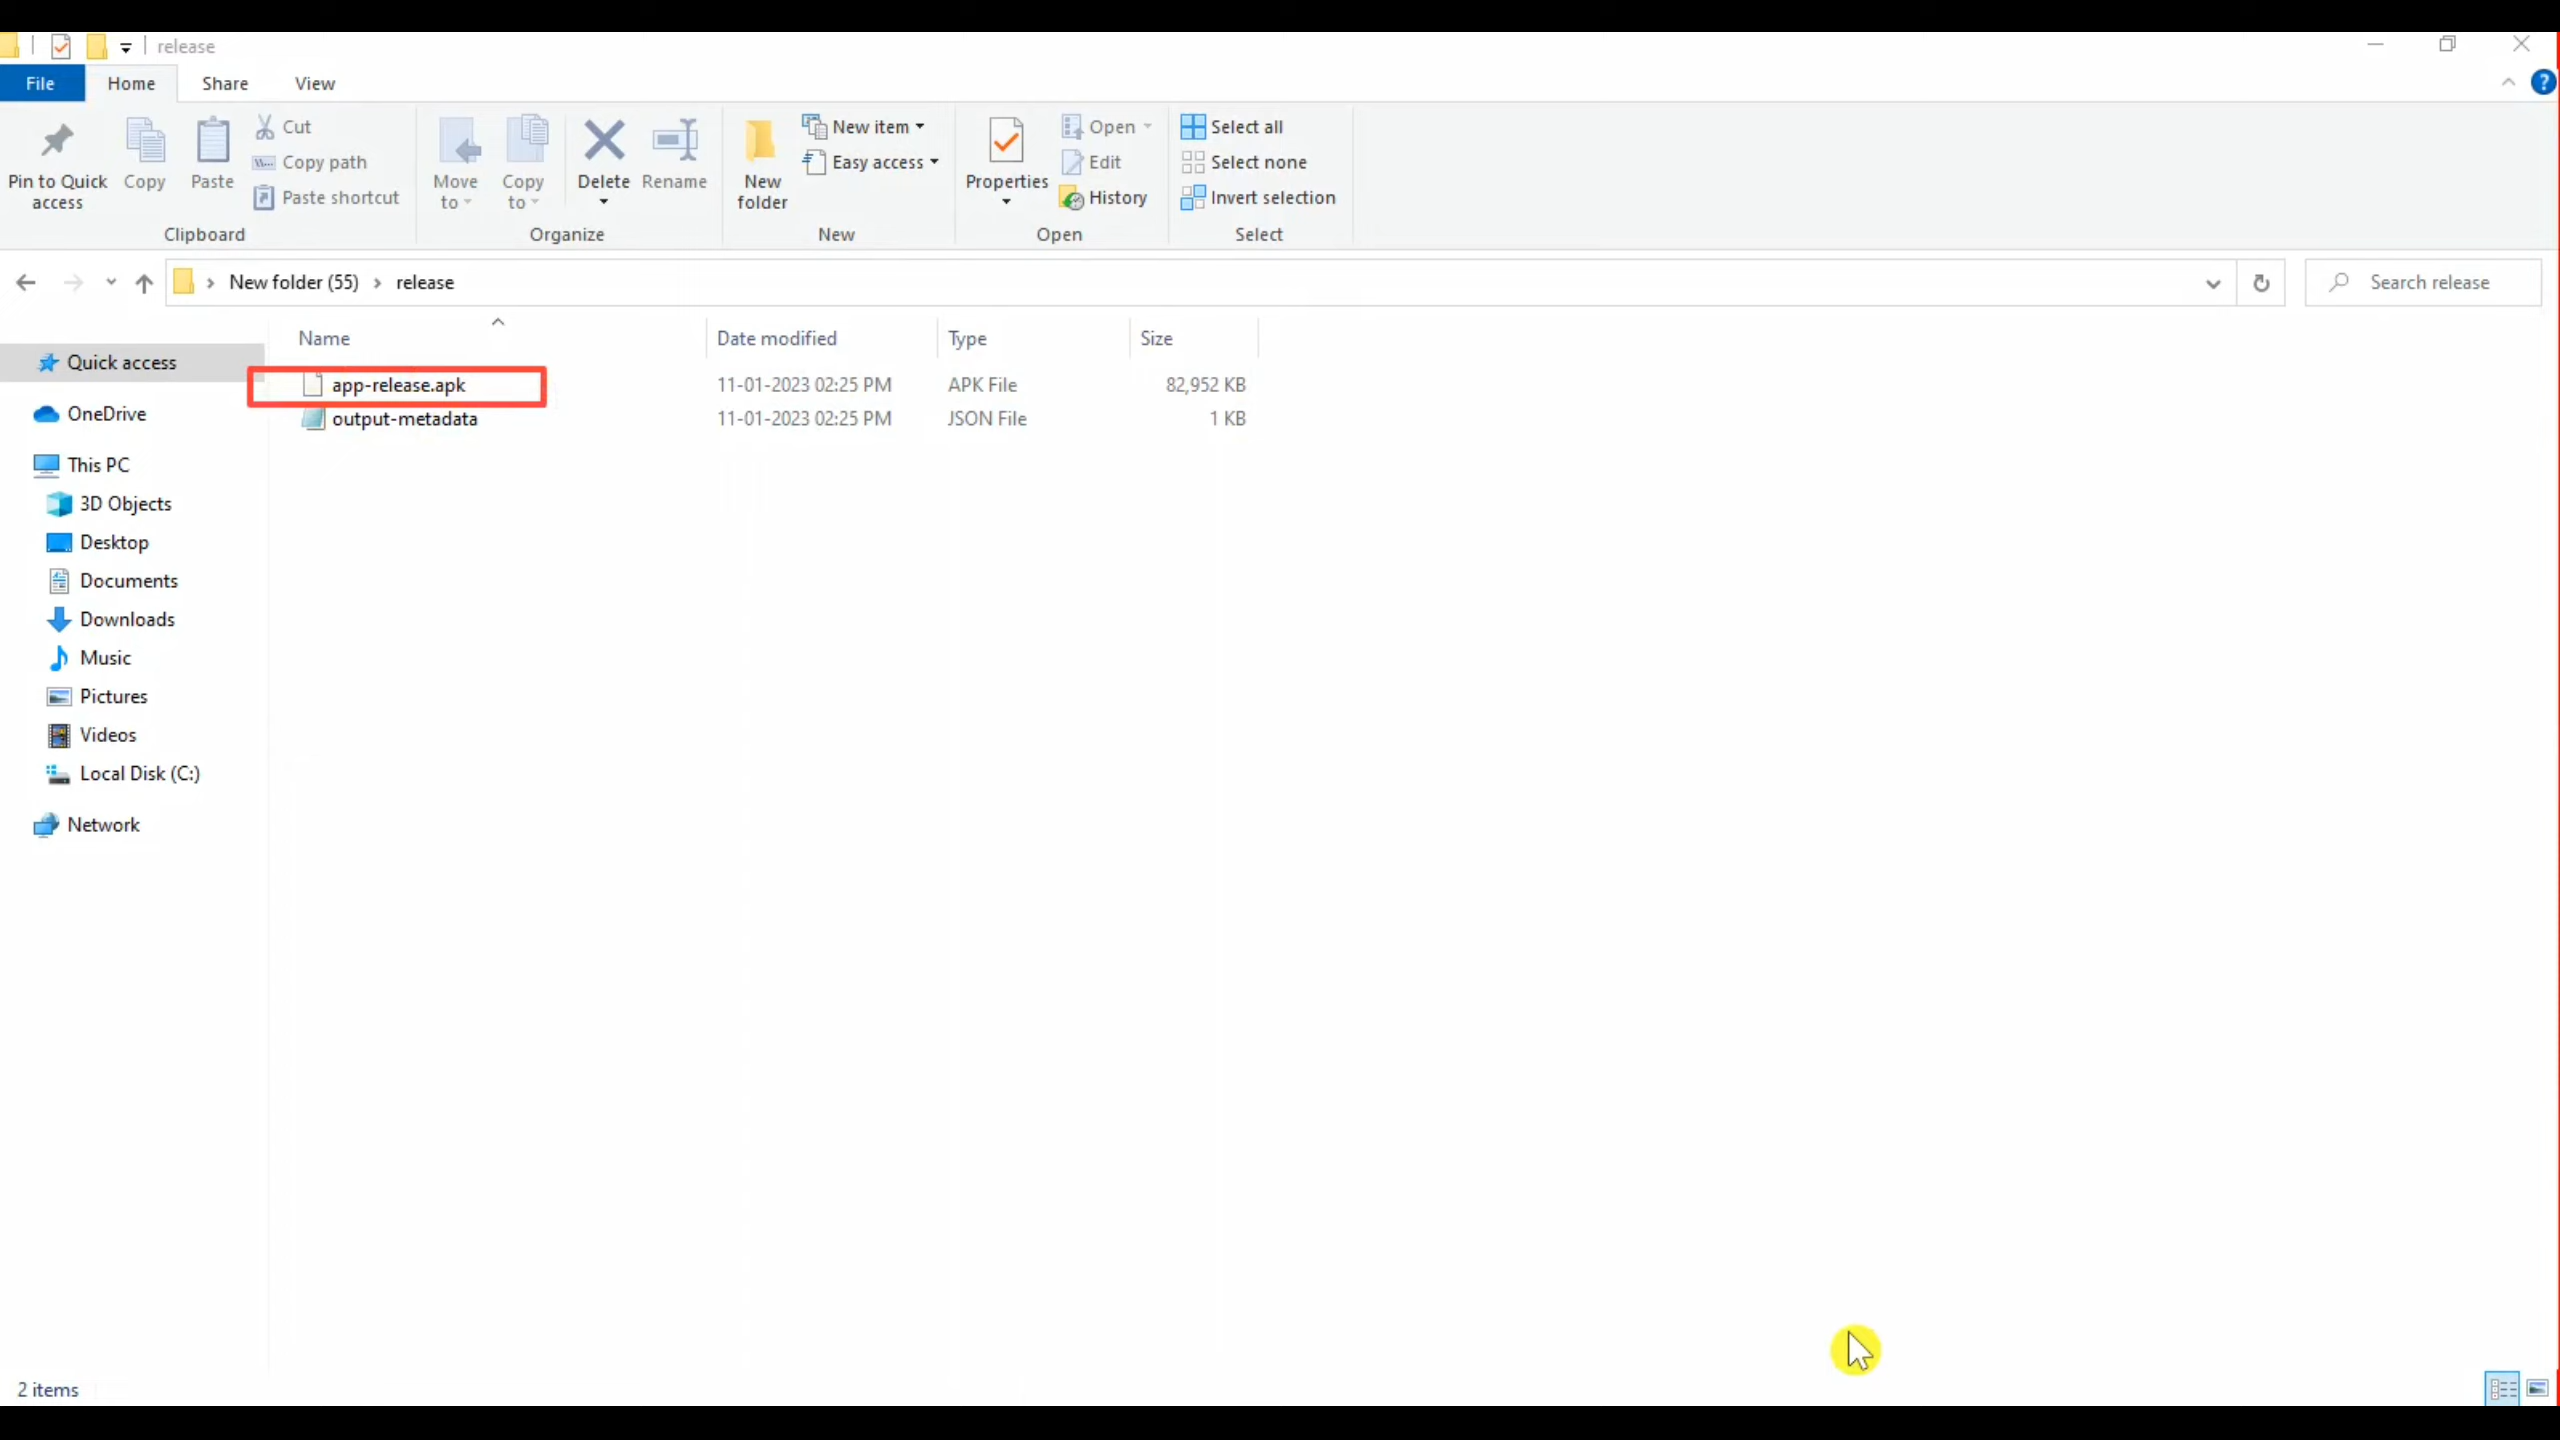 release
File Home Share View
Pin to Quick access
Copy
Paste
Cut
Copy path
Paste shortcut
Clipboard
Move to
Copy to
Delete
Rename
Organize
New folder
New item
Easy access
New
Properties
Open
Edit
History
Open
Select all
Select none
Invert selection
Select
New folder (55) release
Search release
Name Date modified Type Size
app-release.apk 11-01-2023 02:25 PM APK File 82,952 KB
output-metadata 11-01-2023 02:25 PM JSON File 1 KB
Quick access
OneDrive
This PC
3D Objects
Desktop
Documents
Downloads
Music
Pictures
Videos
Local Disk (C:)
Network
2 items